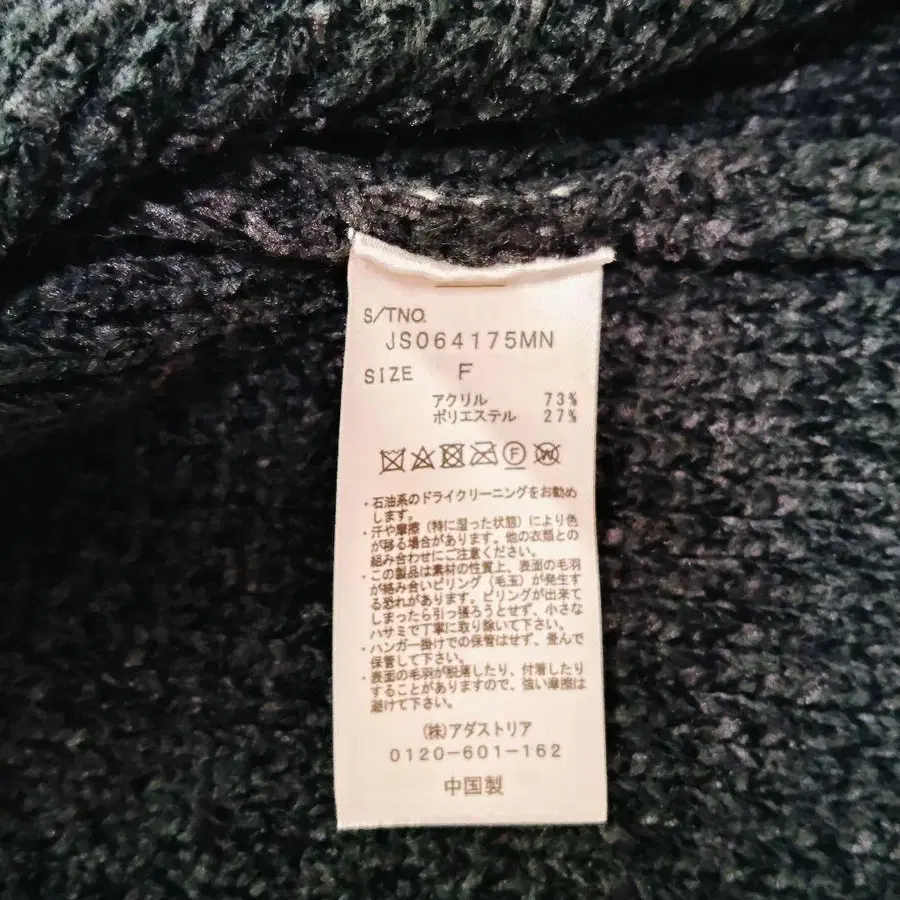 S/TNO.
JS064175MN
SIZE F
アクリル 73%
ポリエステル 27%
F W
・石油系のドライクリーニングをお勧め
します。
・汗や摩擦（特に湿った状態）により色
が移る場合があります。他の衣類との
組み合わせにご注意ください。
・この製品は素材の性質上、表面の毛羽
が絡み合いピリング（毛玉）が発生す
る恐れがあります。ピリングが出来て
しまったら引っ張ろうとせず、小さな
ハサミで丁寧に取り除いて下さい。
・ハンガー掛けでの保管はせず、畳んで
保管して下さい。
・表面の毛羽が脱落したり、付着したり
することがありますので、強い摩擦は
避けて下さい。
（株）アダストリア
0120-601-162
中国製